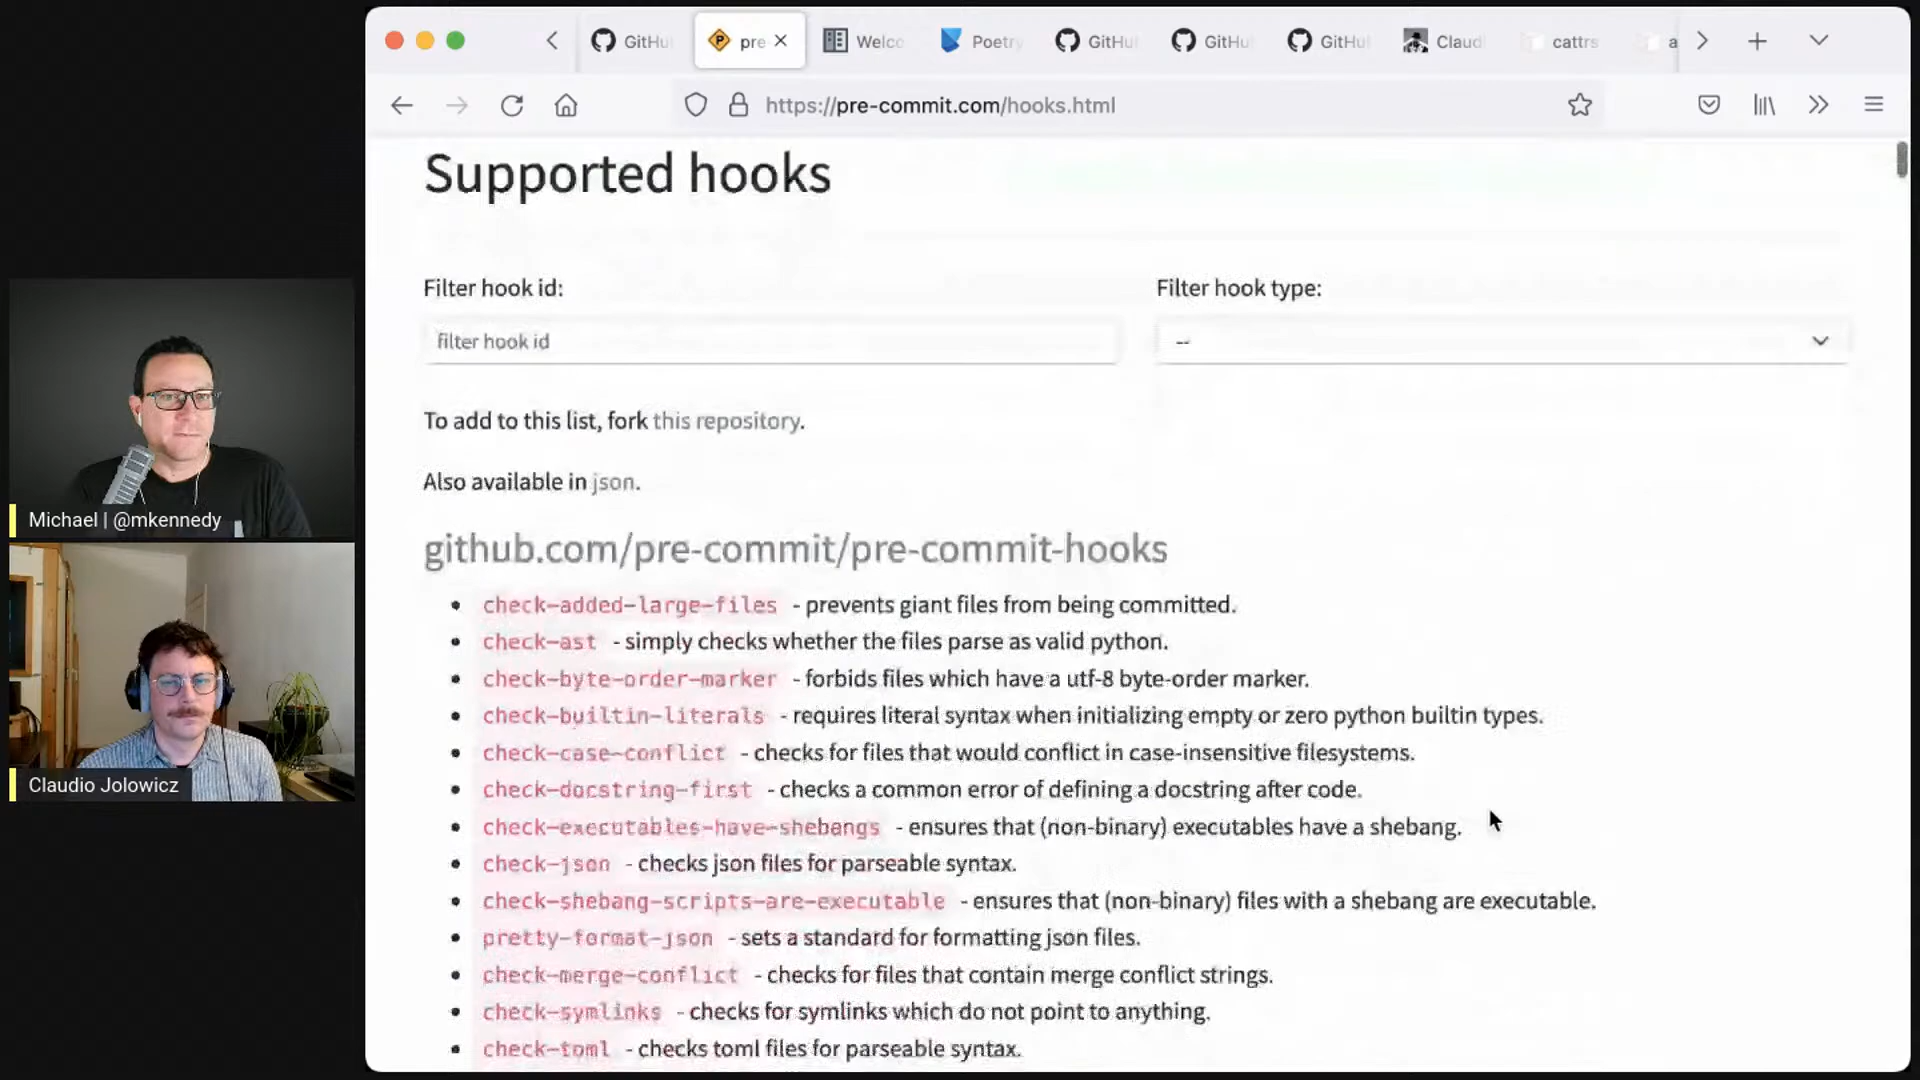 GitHu
pre
Welco
Poetry
GitHu
GitHu
GitHu
Claud
cattrs
a
https://pre-commit.com/hooks.html
Supported hooks
Filter hook id:
Filter hook type:
filter hook id
--
To add to this list, fork this repository.
Also available in json.
github.com/pre-commit/pre-commit-hooks
check-added-large-files - prevents giant files from being committed.
check-ast - simply checks whether the files parse as valid python.
check-byte-order-marker - forbids files which have a utf-8 byte-order marker.
check-builtin-literals - requires literal syntax when initializing empty or zero python builtin types.
check-case-conflict - checks for files that would conflict in case-insensitive filesystems.
check-docstring-first - checks a common error of defining a docstring after code.
check-executables-have-shebangs - ensures that (non-binary) executables have a shebang.
check-json - checks json files for parseable syntax.
check-shebang-scripts-are-executable - ensures that (non-binary) files with a shebang are executable.
pretty-format-json - sets a standard for formatting json files.
check-merge-conflict - checks for files that contain merge conflict strings.
check-symlinks - checks for symlinks which do not point to anything.
check-toml - checks toml files for parseable syntax.
Michael | @mkennedy
Claudio Jolowicz